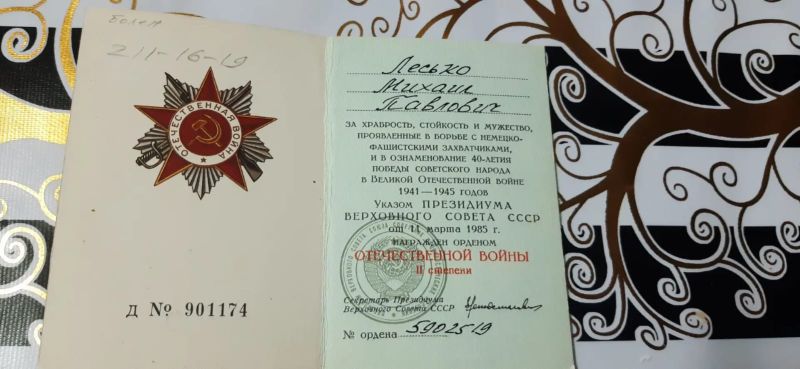 болен
211-16-19
ОТЕЧЕСТВЕННАЯ ВОЙНА
Д № 901174
Лесько
Михаил
Павлович
ЗА ХРАБРОСТЬ, СТОЙКОСТЬ И МУЖЕСТВО,
ПРОЯВЛЕННЫЕ В БОРЬБЕ С НЕМЕЦКО-
ФАШИСТСКИМИ ЗАХВАТЧИКАМИ,
И В ОЗНАМЕНОВАНИЕ 40-ЛЕТИЯ
ПОБЕДЫ СОВЕТСКОГО НАРОДА
В ВЕЛИКОЙ ОТЕЧЕСТВЕННОЙ ВОЙНЕ
1941—1945 ГОДОВ
Указом ПРЕЗИДИУМА
ВЕРХОВНОГО СОВЕТА СССР
от 11 марта 1985 г.
НАГРАЖДЕН ОРДЕНОМ
ОТЕЧЕСТВЕННОЙ ВОЙНЫ
II степени
Секретарь Президиума
Верховного Совета СССР
№ ордена 5902519